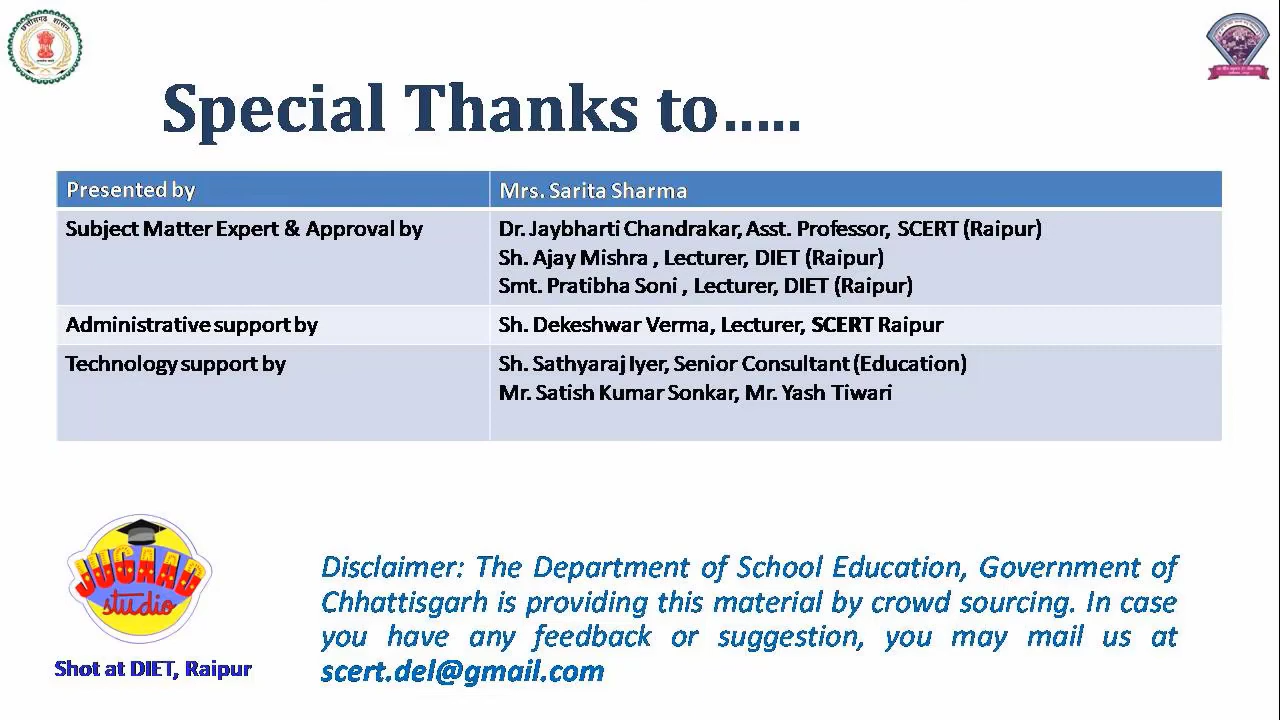 छत्तीसगढ़ शासन
Special Thanks to.....
Presented by
Mrs. Sarita Sharma
Subject Matter Expert & Approval by
Dr. Jaybharti Chandrakar, Asst. Professor, SCERT (Raipur)
Sh. Ajay Mishra , Lecturer, DIET (Raipur)
Smt. Pratibha Soni , Lecturer, DIET (Raipur)
Administrative support by
Sh. Dekeshwar Verma, Lecturer, SCERT Raipur
Technology support by
Sh. Sathyaraj Iyer, Senior Consultant (Education)
Mr. Satish Kumar Sonkar, Mr. Yash Tiwari
JUGAAD
studio
Shot at DIET, Raipur
Disclaimer: The Department of School Education, Government of
Chhattisgarh is providing this material by crowd sourcing. In case
you have any feedback or suggestion, you may mail us at
scert.del@gmail.com